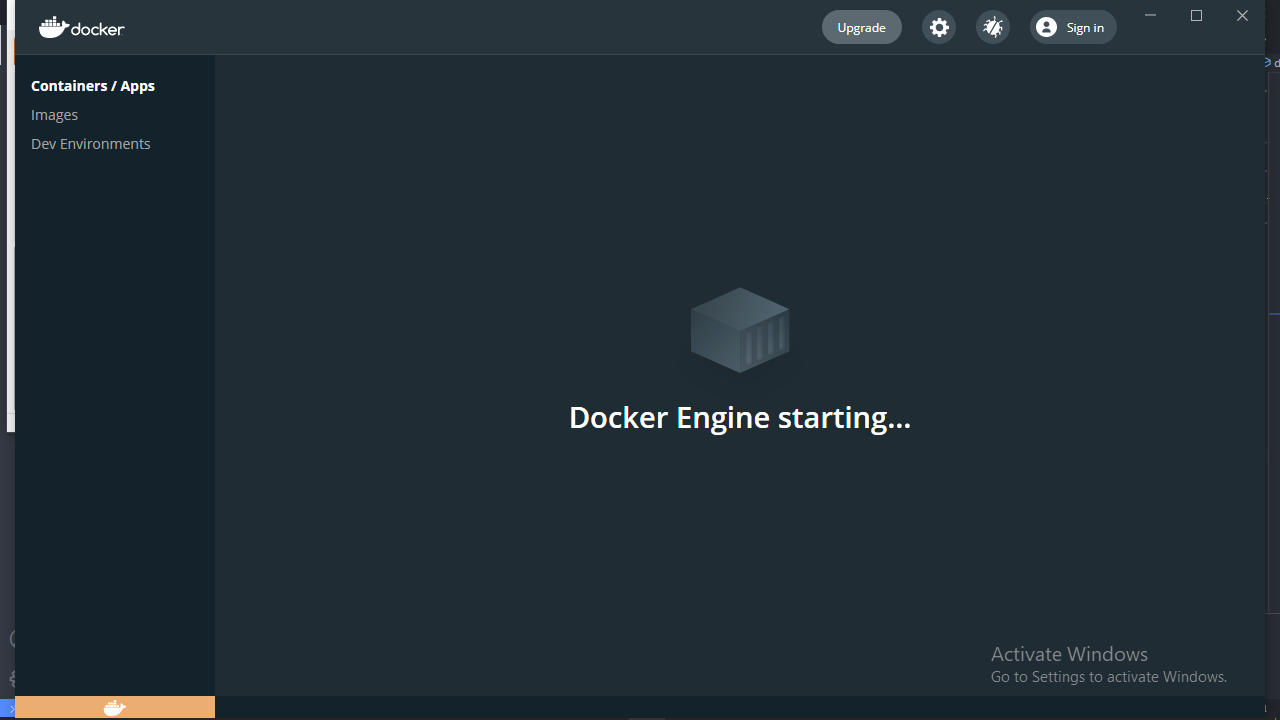 docker
Upgrade
Sign in
Containers / Apps
Images
Dev Environments
Docker Engine starting...
Activate Windows
Go to Settings to activate Windows.